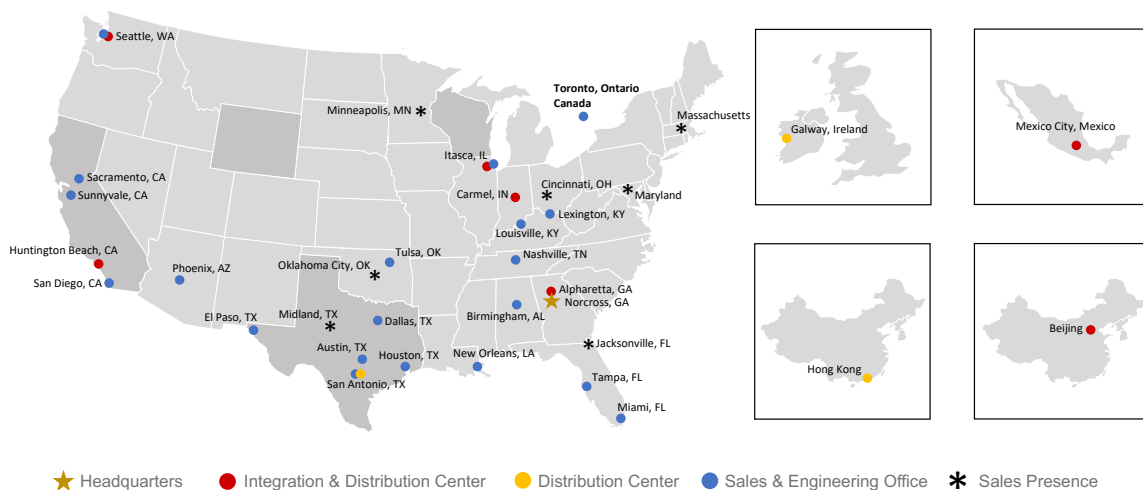 Seattle, WA
Minneapolis, MN
Toronto, Ontario
Canada
Massachusetts
Itasca, IL
Cincinnati, OH
Carmel, IN
Maryland
Sacramento, CA
Sunnyvale, CA
Lexington, KY
Louisville, KY
Huntington Beach, CA
Phoenix, AZ
Tulsa, OK
Oklahoma City, OK
Nashville, TN
San Diego, CA
Alpharetta, GA
Norcross, GA
El Paso, TX
Midland, TX
Dallas, TX
Birmingham, AL
Jacksonville, FL
Austin, TX
Houston, TX
New Orleans, LA
San Antonio, TX
Tampa, FL
Miami, FL
Galway, Ireland
Mexico City, Mexico
Hong Kong
Beijing
Headquarters
Integration & Distribution Center
Distribution Center
Sales & Engineering Office
Sales Presence